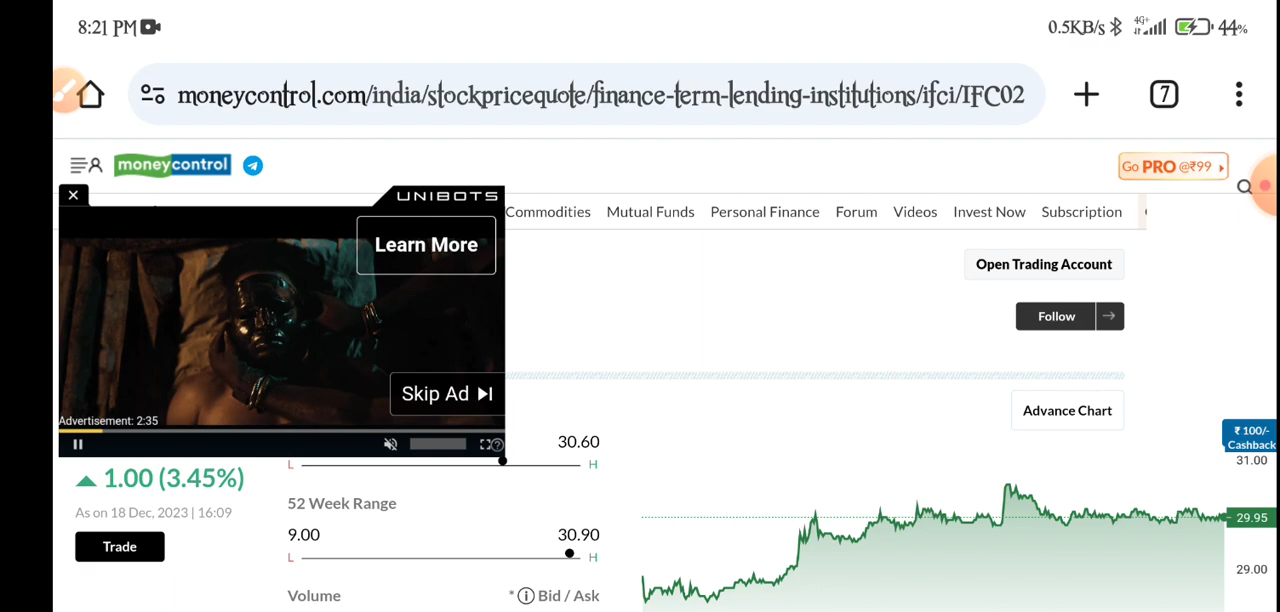 8:21 PM
0.5KB/s 4G+ 44%
moneycontrol.com/india/stockpricequote/finance-term-lending-institutions/ifci/IFC02
7
moneycontrol
Go PRO @₹99
UNIBOTS
Commodities Mutual Funds Personal Finance Forum Videos Invest Now Subscription
Learn More
Open Trading Account
Follow
Skip Ad
Advance Chart
Advertisement: 2:35
₹ 100/-
Cashback
30.60
L H
31.00
1.00 (3.45%)
As on 18 Dec, 2023 | 16:09
52 Week Range
9.00 30.90
L H
29.95
Trade
29.00
Volume * Bid / Ask